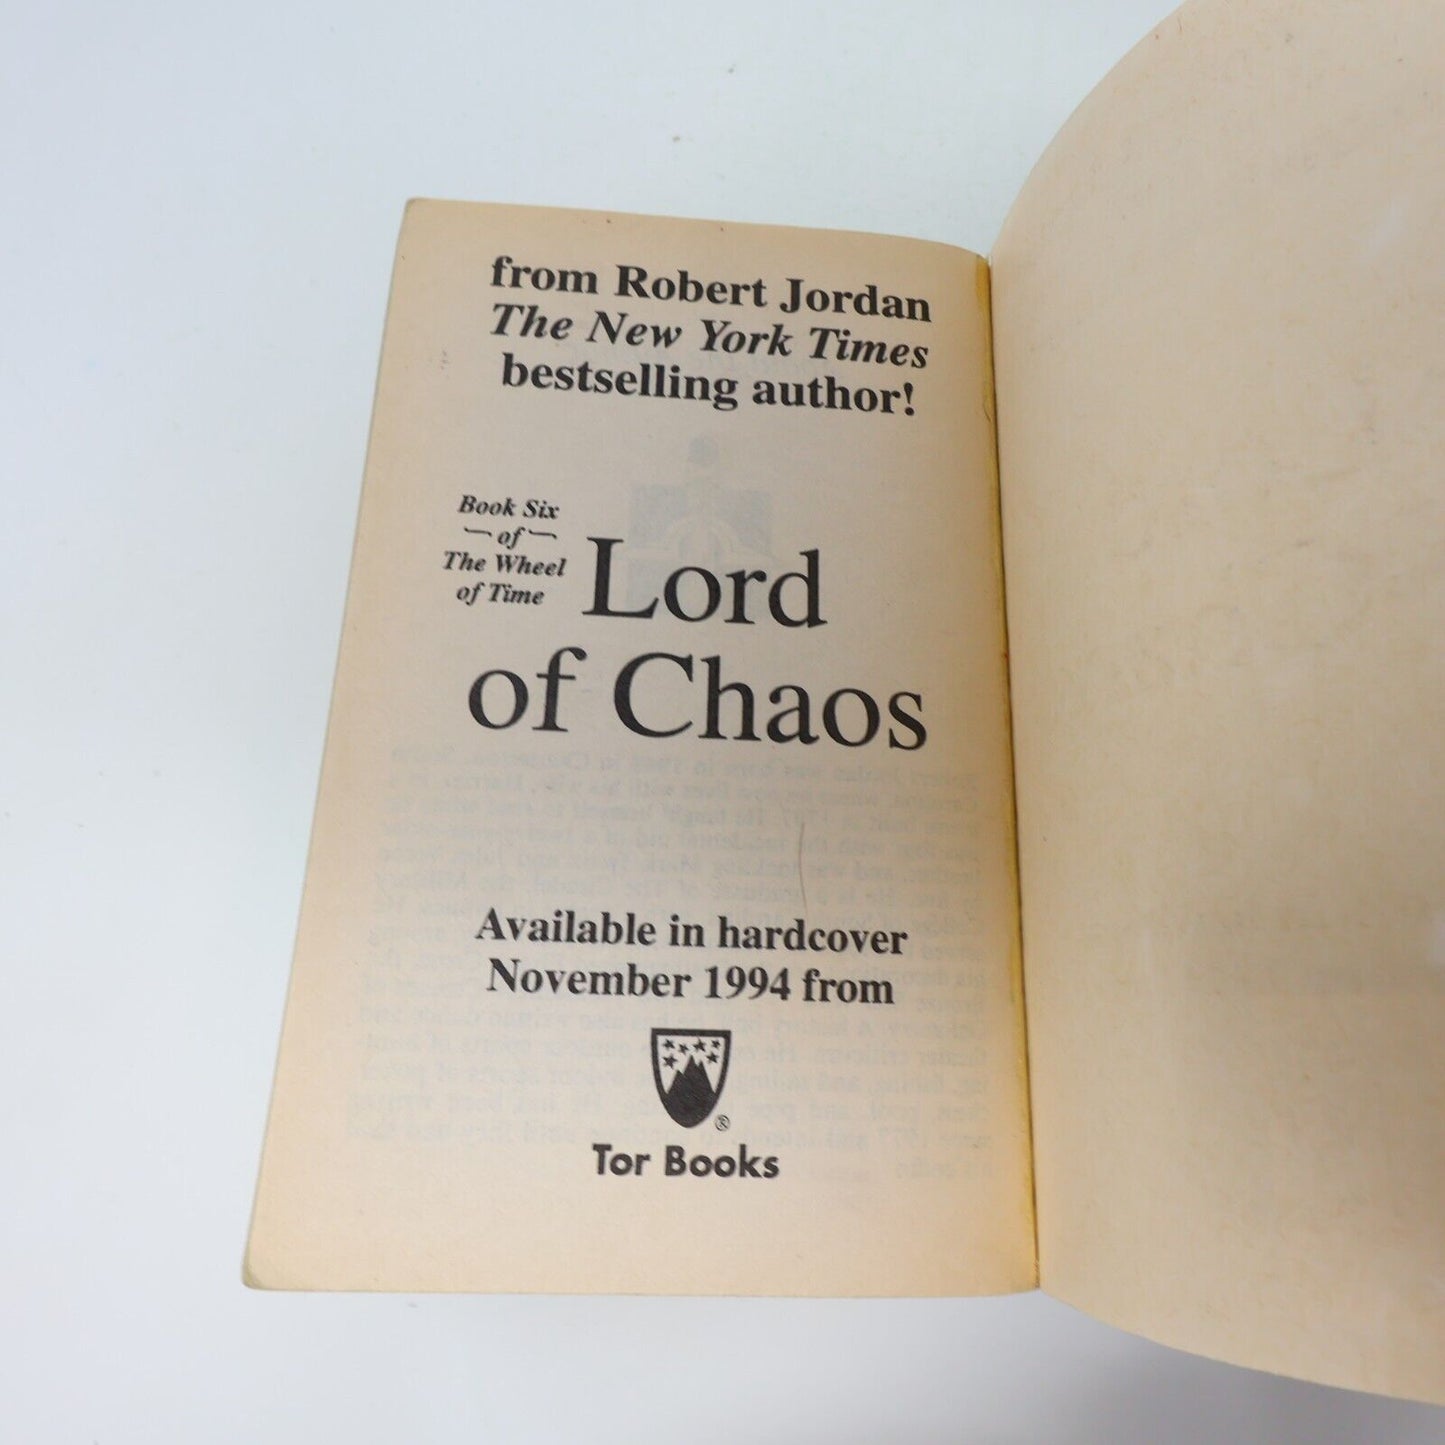 from Robert Jordan
The New York Times
bestselling author!
Book Six
of
The Wheel
of Time
Lord
of Chaos
Available in hardcover
November 1994 from
®
Tor Books